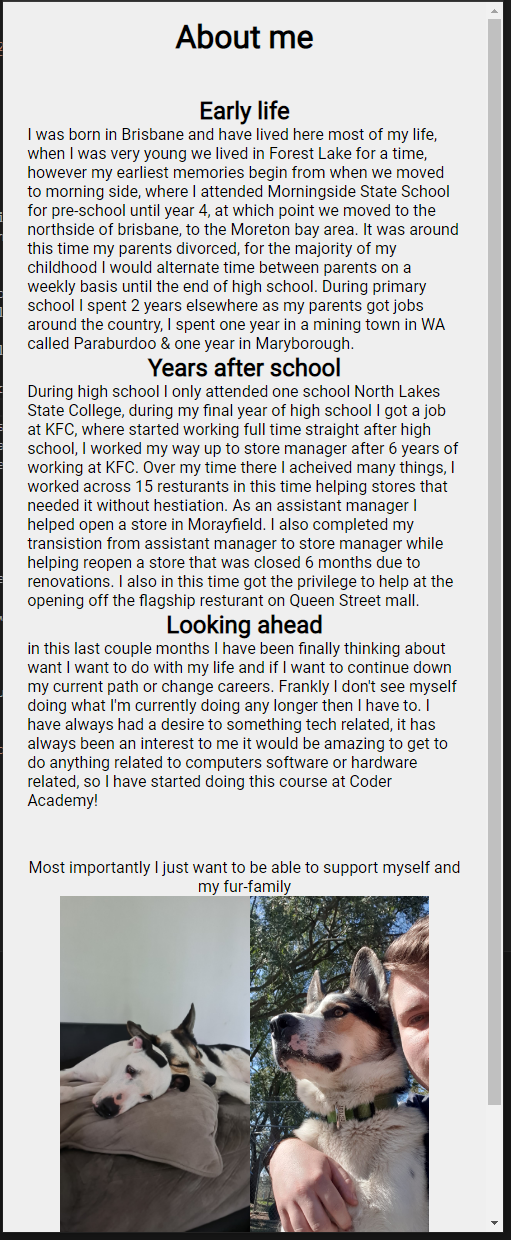 About me
Early life
I was born in Brisbane and have lived here most of my life,
when I was very young we lived in Forest Lake for a time,
however my earliest memories begin from when we moved
to morning side, where I attended Morningside State School
for pre-school until year 4, at which point we moved to the
northside of brisbane, to the Moreton bay area. It was around
this time my parents divorced, for the majority of my
childhood I would alternate time between parents on a
weekly basis until the end of high school. During primary
school I spent 2 years elsewhere as my parents got jobs
around the country, I spent one year in a mining town in WA
called Paraburdoo & one year in Maryborough.
Years after school
During high school I only attended one school North Lakes
State College, during my final year of high school I got a job
at KFC, where started working full time straight after high
school, I worked my way up to store manager after 6 years of
working at KFC. Over my time there I acheived many things, I
worked across 15 resturants in this time helping stores that
needed it without hestiation. As an assistant manager I
helped open a store in Morayfield. I also completed my
transistion from assistant manager to store manager while
helping reopen a store that was closed 6 months due to
renovations. I also in this time got the privilege to help at the
opening off the flagship resturant on Queen Street mall.
Looking ahead
in this last couple months I have been finally thinking about
want I want to do with my life and if I want to continue down
my current path or change careers. Frankly I don't see myself
doing what I'm currently doing any longer then I have to. I
have always had a desire to something tech related, it has
always been an interest to me it would be amazing to get to
do anything related to computers software or hardware
related, so I have started doing this course at Coder
Academy!
Most importantly I just want to be able to support myself and
my fur-family